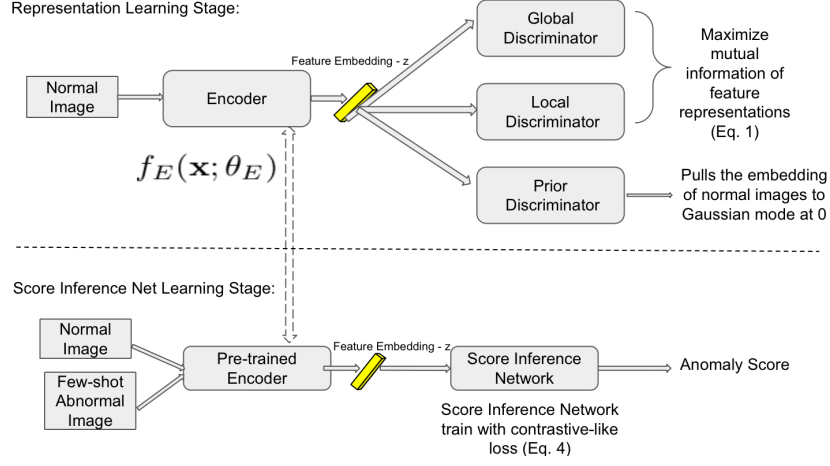 Representation Learning Stage:
Normal
Image
Encoder
Feature Embedding - z
Global
Discriminator
Local
Discriminator
Prior
Discriminator
Maximize
mutual
information of
feature
representations
(Eq. 1)
Pulls the embedding
of normal images to
Gaussian mode at 0
f_E(x; θ_E)
Score Inference Net Learning Stage:
Normal
Image
Few-shot
Abnormal
Image
Pre-trained
Encoder
Feature Embedding - z
Score Inference
Network
Anomaly Score
Score Inference Network
train with contrastive-like
loss (Eq. 4)